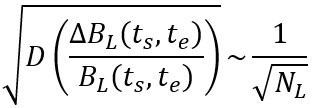 √(D(ΔB_L(t_s, t_e) / B_L(t_s, t_e))) ~ 1/√N_L